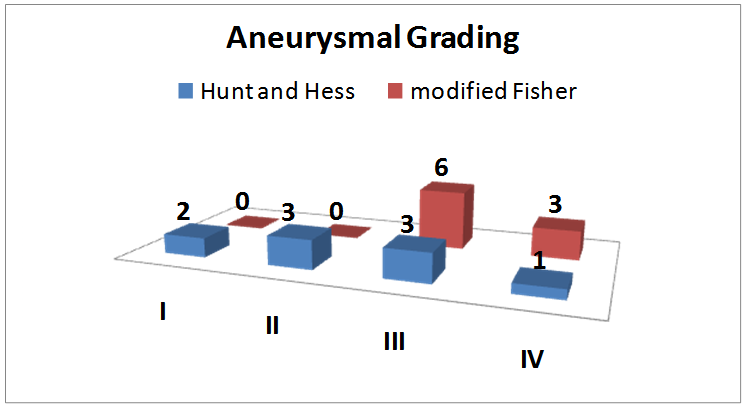 Aneurysmal Grading
Hunt and Hess modified Fisher
6
2 0 3 0 3 3
1
I
II
III
IV